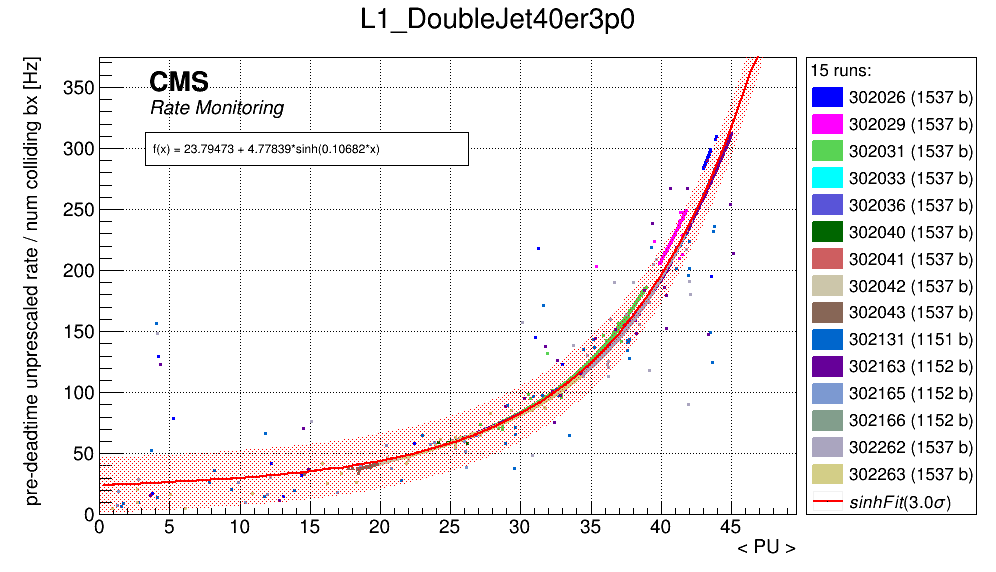 L1_DoubleJet40er3p0
pre-deadtime unprescaled rate / num colliding bx [Hz]
CMS
Rate Monitoring
f(x) = 23.79473 + 4.77839*sinh(0.10682*x)
350
300
250
200
150
100
50
0
0 5 10 15 20 25 30 35 40 45
< PU >
15 runs:
302026 (1537 b)
302029 (1537 b)
302031 (1537 b)
302033 (1537 b)
302036 (1537 b)
302040 (1537 b)
302041 (1537 b)
302042 (1537 b)
302043 (1537 b)
302131 (1151 b)
302163 (1152 b)
302165 (1152 b)
302166 (1152 b)
302262 (1537 b)
302263 (1537 b)
sinhFit(3.0σ)